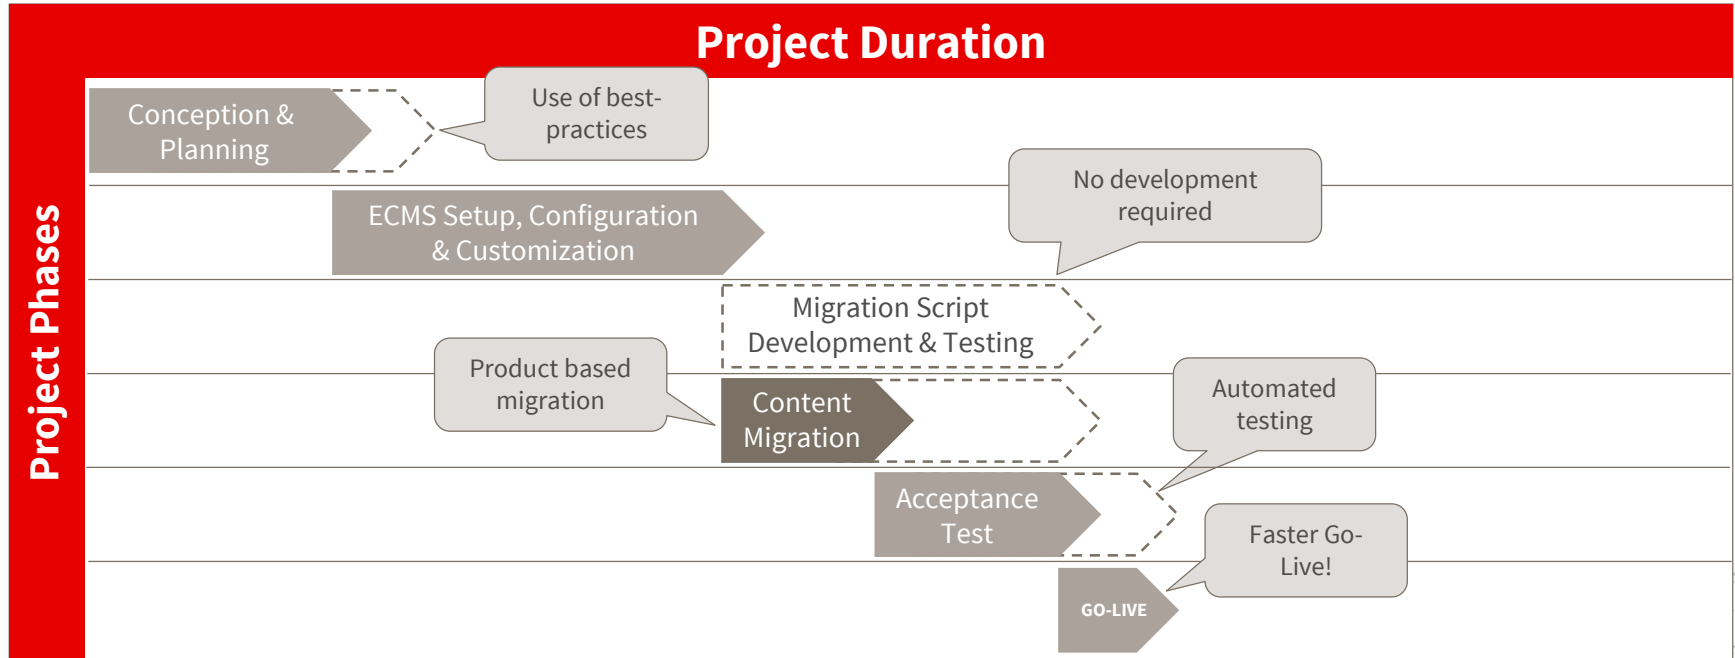 Project Duration
Project Phases
Conception &
Planning
Use of best-
practices
No development
required
ECMS Setup, Configuration
& Customization
Migration Script
Development & Testing
Product based
migration
Content
Migration
Automated
testing
Acceptance
Test
Faster Go-
Live!
GO-LIVE